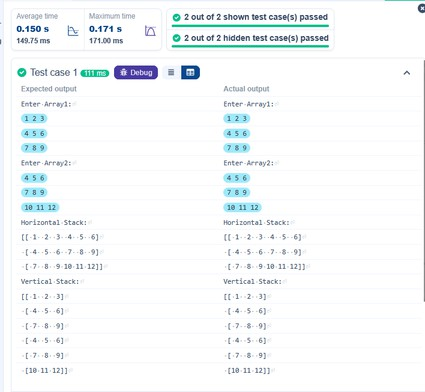 Average time
0.150 s
149.75 ms
Maximum time
0.171 s
171.00 ms
2 out of 2 shown test case(s) passed
2 out of 2 hidden test case(s) passed
Test case 1 111 ms Debug
Expected output
Actual output
Enter·Array1:
Enter·Array1:
1 2 3
1 2 3
4 5 6
4 5 6
7 8 9
7 8 9
Enter·Array2:
Enter·Array2:
4 5 6
4 5 6
7 8 9
7 8 9
10 11 12
10 11 12
Horizontal·Stack:
Horizontal·Stack:
[[·1··2··3··4··5··6]
[[·1··2··3··4··5··6]
·[·4··5··6··7··8··9]
·[·4··5··6··7··8··9]
·[·7··8··9·10·11·12]]
·[·7··8··9·10·11·12]]
Vertical·Stack:
Vertical·Stack:
[[·1··2··3]
[[·1··2··3]
·[·4··5··6]
·[·4··5··6]
·[·7··8··9]
·[·7··8··9]
·[·4··5··6]
·[·4··5··6]
·[·7··8··9]
·[·7··8··9]
·[10·11·12]]
·[10·11·12]]